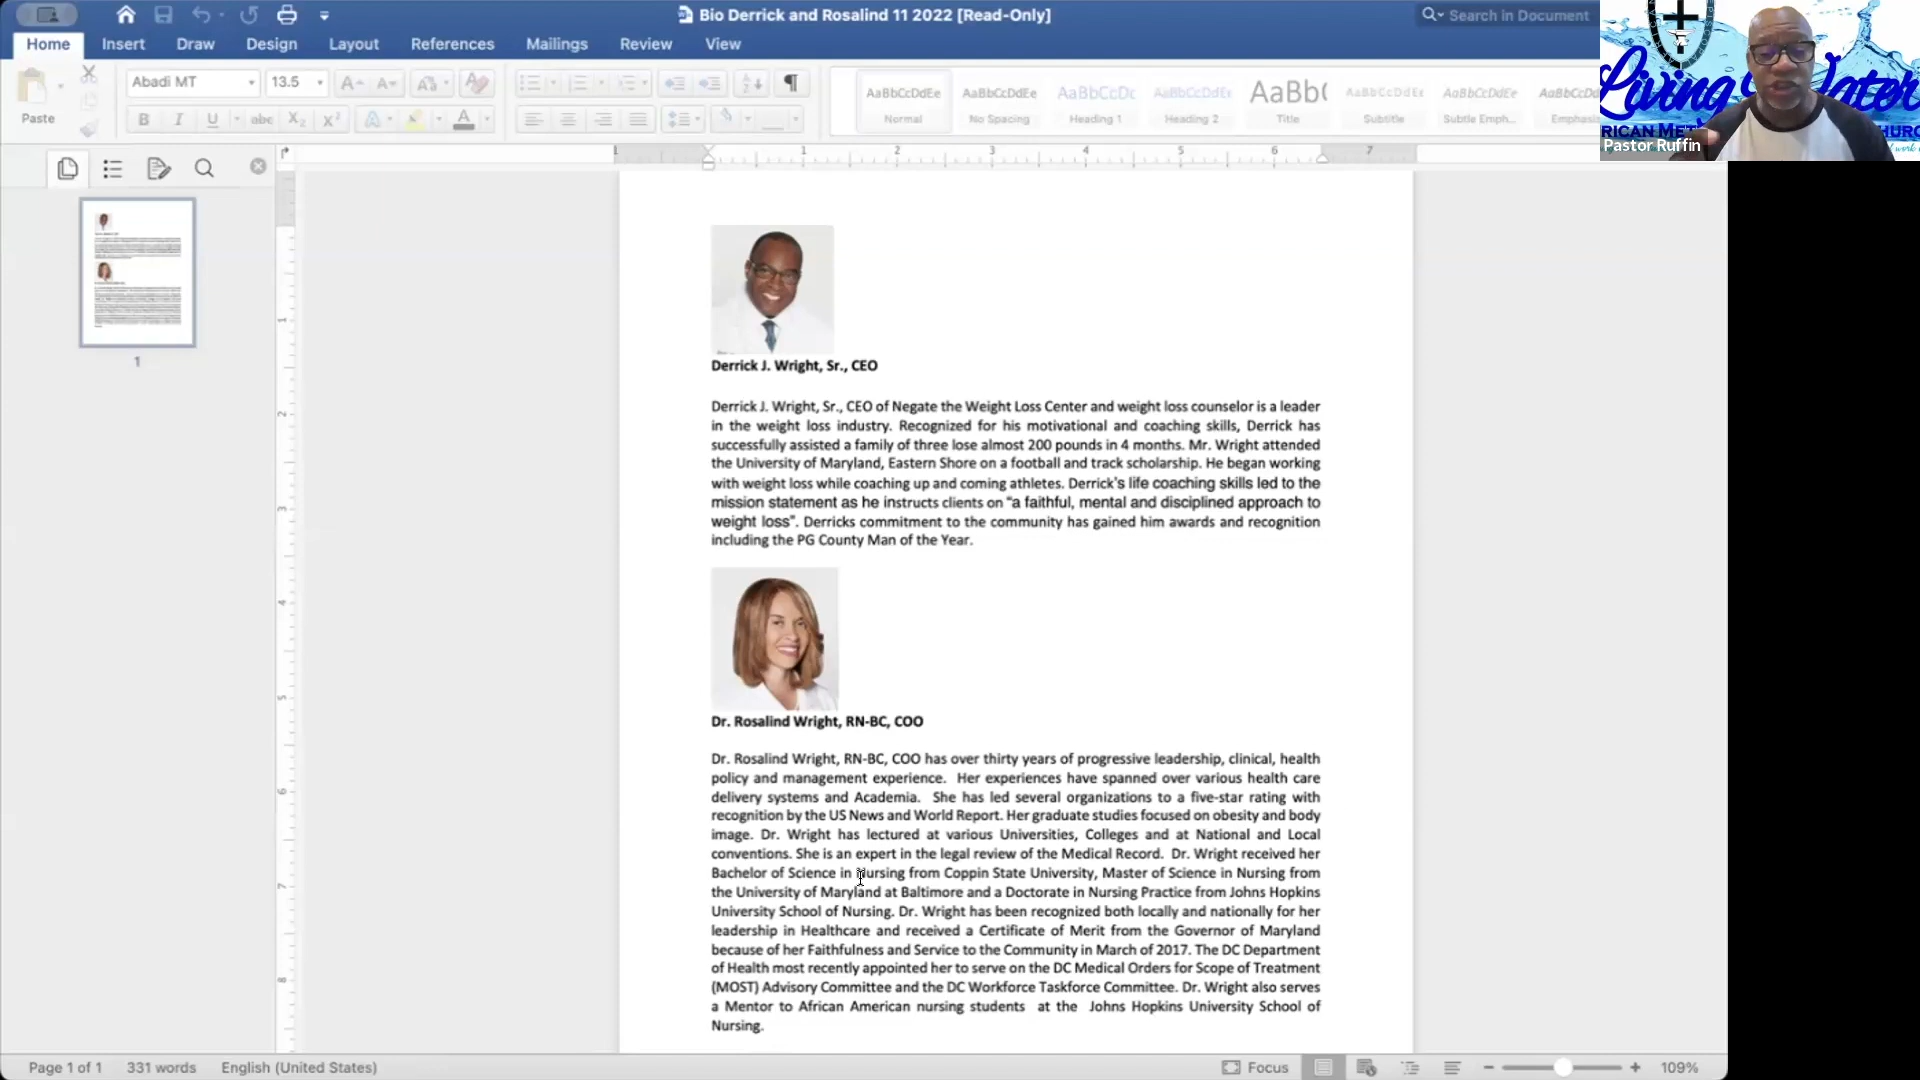 Bio Derrick and Rosalind 11 2022 [Read-Only]
Search in Document
Home Insert Draw Design Layout References Mailings Review View
Paste
Abadi MT 13.5
AaBbCcDdEe AaBbCcDdEe AaBbCcDc AaBbCcDdEe AaBb( AaBbCcDdEe AaBbCcDdEe
Normal No Spacing Heading 1 Heading 2 Title Subtitle Subtle Emph...
Living Water
Pastor Ruffin
1 2 3 4 5 6 7
1
Derrick J. Wright, Sr., CEO
Derrick J. Wright, Sr., CEO of Negate the Weight Loss Center and weight loss counselor is a leader
in the weight loss industry. Recognized for his motivational and coaching skills, Derrick has
successfully assisted a family of three lose almost 200 pounds in 4 months. Mr. Wright attended
the University of Maryland, Eastern Shore on a football and track scholarship. He began working
with weight loss while coaching up and coming athletes. Derrick's life coaching skills led to the
mission statement as he instructs clients on “a faithful, mental and disciplined approach to
weight loss”. Derricks commitment to the community has gained him awards and recognition
including the PG County Man of the Year.
Dr. Rosalind Wright, RN-BC, COO
Dr. Rosalind Wright, RN-BC, COO has over thirty years of progressive leadership, clinical, health
policy and management experience. Her experiences have spanned over various health care
delivery systems and Academia. She has led several organizations to a five-star rating with
recognition by the US News and World Report. Her graduate studies focused on obesity and body
image. Dr. Wright has lectured at various Universities, Colleges and at National and Local
conventions. She is an expert in the legal review of the Medical Record. Dr. Wright received her
Bachelor of Science in Nursing from Coppin State University, Master of Science in Nursing from
the University of Maryland at Baltimore and a Doctorate in Nursing Practice from Johns Hopkins
University School of Nursing. Dr. Wright has been recognized both locally and nationally for her
leadership in Healthcare and received a Certificate of Merit from the Governor of Maryland
because of her Faithfulness and Service to the Community in March of 2017. The DC Department
of Health most recently appointed her to serve on the DC Medical Orders for Scope of Treatment
(MOST) Advisory Committee and the DC Workforce Taskforce Committee. Dr. Wright also serves
a Mentor to African American nursing students at the Johns Hopkins University School of
Nursing.
Page 1 of 1 331 words English (United States) Focus 109%